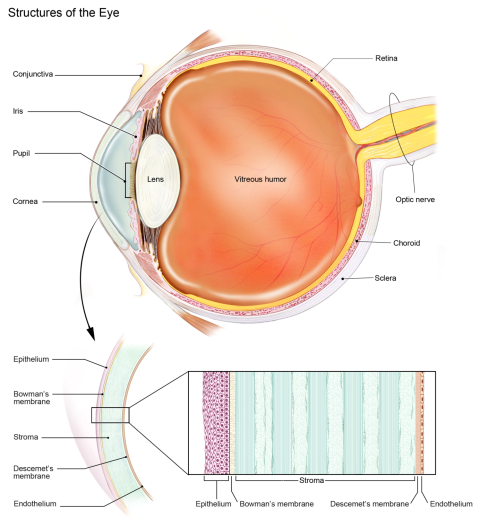 Structures of the Eye
Conjunctiva
Iris
Pupil
Cornea
Lens
Vitreous humor
Retina
Optic nerve
Choroid
Sclera
Epithelium
Bowman's
membrane
Stroma
Descemet's
membrane
Endothelium
Stroma
Epithelium
Bowman's membrane
Descemet's membrane
Endothelium